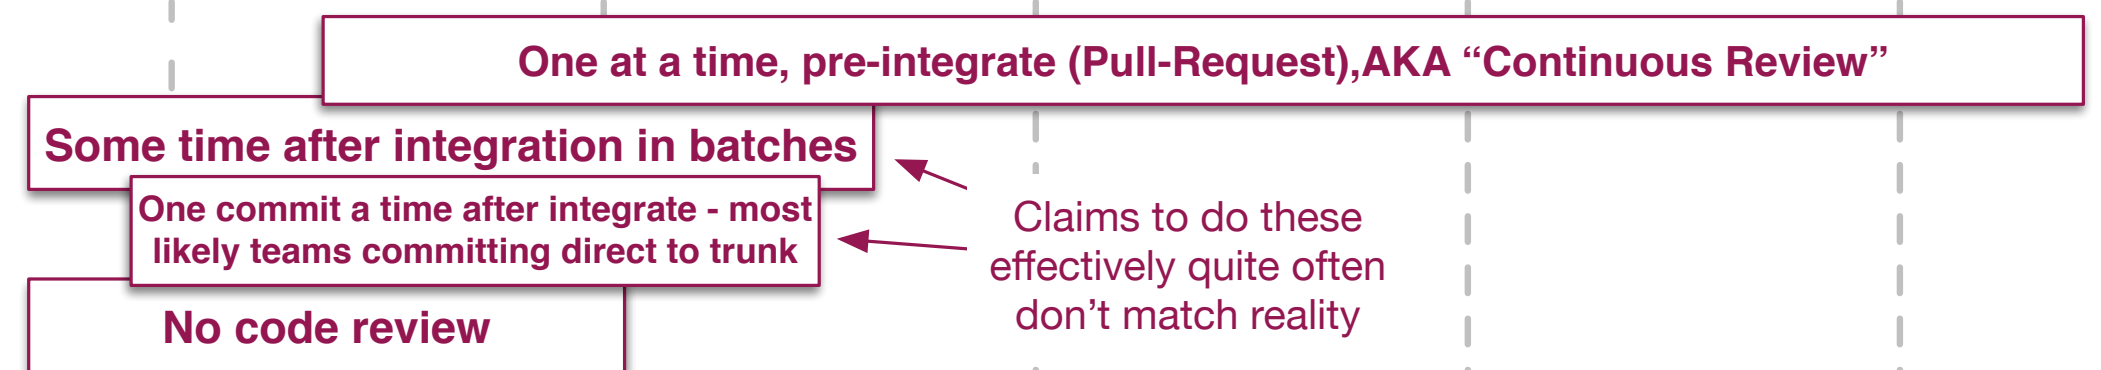 One at a time, pre-integrate (Pull-Request),AKA “Continuous Review”
Some time after integration in batches
One commit a time after integrate - most
likely teams committing direct to trunk
Claims to do these
effectively quite often
don’t match reality
No code review